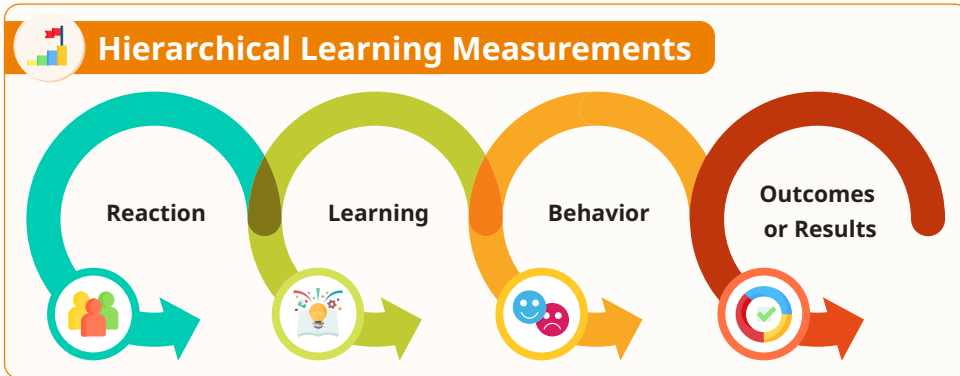 Hierarchical Learning Measurements
Reaction
Learning
Behavior
Outcomes
or Results